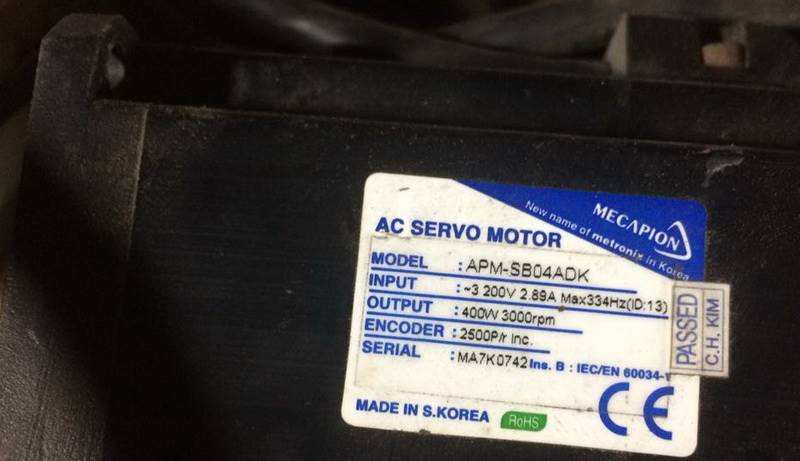 MECAPION
New name of metronix in Korea
AC SERVO MOTOR
MODEL : APM-SB04ADK
INPUT : ~3 200V 2.89A Max334Hz(ID:13)
OUTPUT : 400W 3000rpm
ENCODER : 2500P/r Inc.
SERIAL : MA7K0742 Ins. B : IEC/EN 60034-1
PASSED
C.H. KIM
MADE IN S.KOREA
RoHS
CE